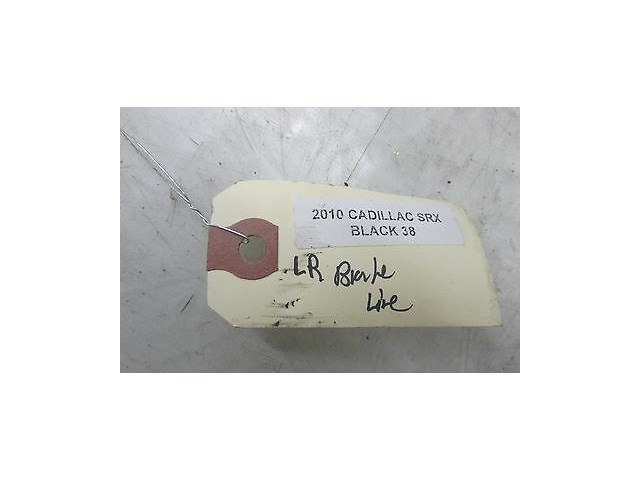 2010 CADILLAC SRX
BLACK 38
LR Brake
Line